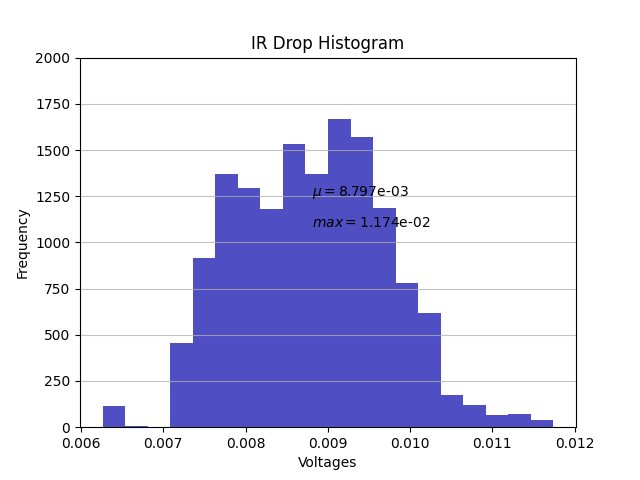 IR Drop Histogram
Frequency
2000
1750
1500
1250
1000
750
500
250
0
μ = 8.797e-03
max = 1.174e-02
0.006 0.007 0.008 0.009 0.010 0.011 0.012
Voltages